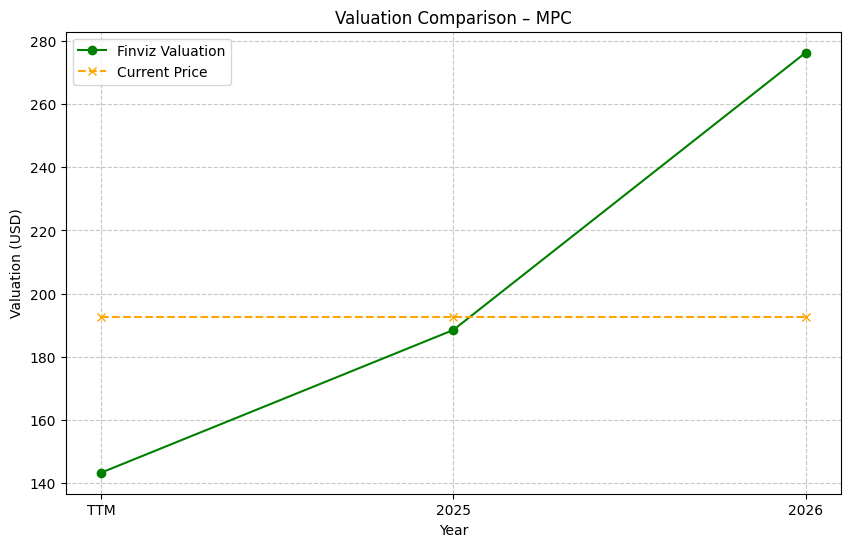 Valuation Comparison – MPC
Finviz Valuation
Current Price
Valuation (USD)
280
260
240
220
200
180
160
140
TTM
2025
2026
Year